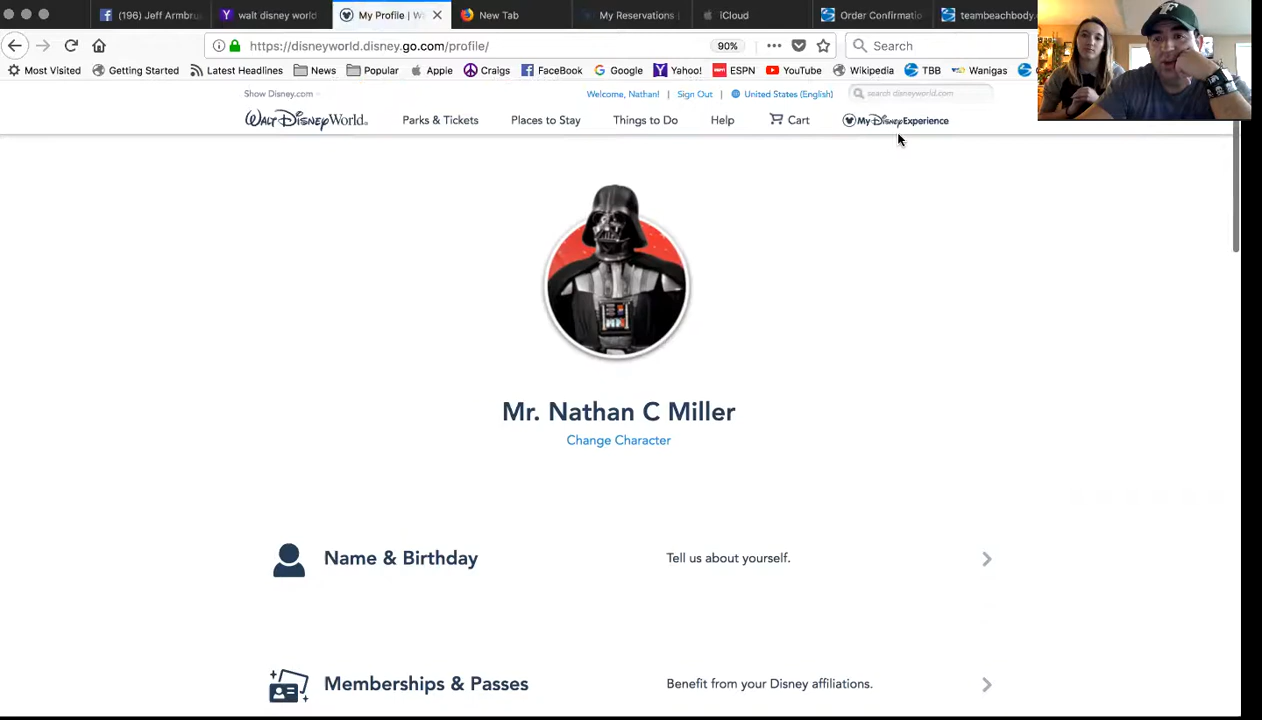 (196) Jeff Armbru
walt disney world
My Profile | W
New Tab
My Reservations
iCloud
Order Confirmatio
teambeachbody.
https://disneyworld.disney.go.com/profile/
90%
Search
Most Visited Getting Started Latest Headlines News Popular Apple Craigs FaceBook Google Yahoo! ESPN YouTube Wikipedia TBB Wanigas
Show Disney.com
Welcome, Nathan! Sign Out United States (English) search disneyworld.com
WALT DISNEY World. Parks & Tickets Places to Stay Things to Do Help Cart My Disney Experience
Mr. Nathan C Miller
Change Character
Name & Birthday Tell us about yourself.
Memberships & Passes Benefit from your Disney affiliations.